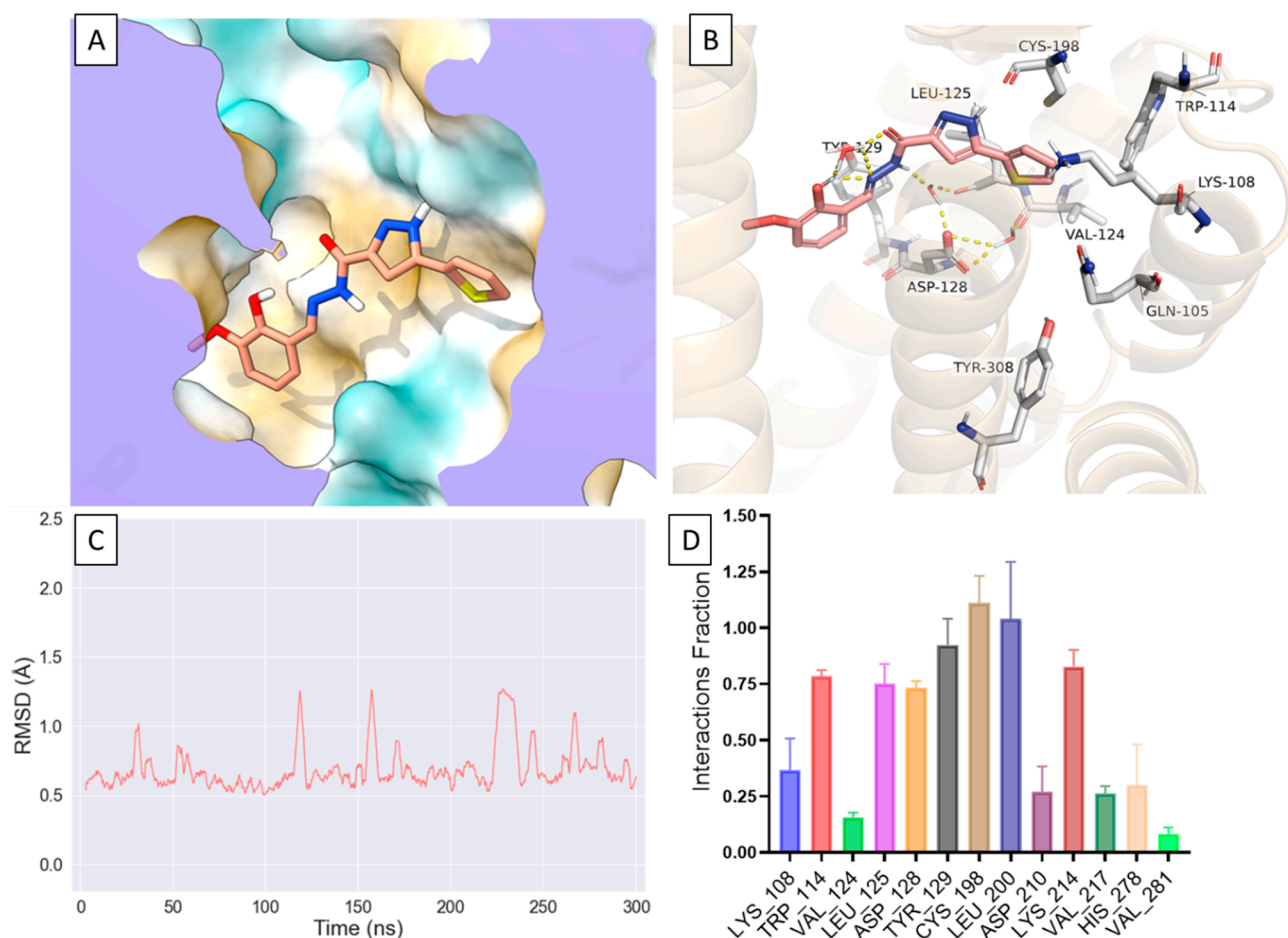 A
B
CYS-198
LEU-125
TRP-114
TYR-129
LYS-108
VAL-124
ASP-128
GLN-105
TYR-308
C
2.5
2.0
1.5
1.0
0.5
0.0
RMSD (Å)
0
50
100
150
200
250
300
Time (ns)
D
1.50
1.25
1.00
0.75
0.50
0.25
0.00
Interactions Fraction
LYS_108
TRP_114
VAL_124
LEU_125
ASP_128
TYR_129
CYS_198
LEU_200
ASP_210
LYS_214
VAL_217
HIS_278
VAL_281